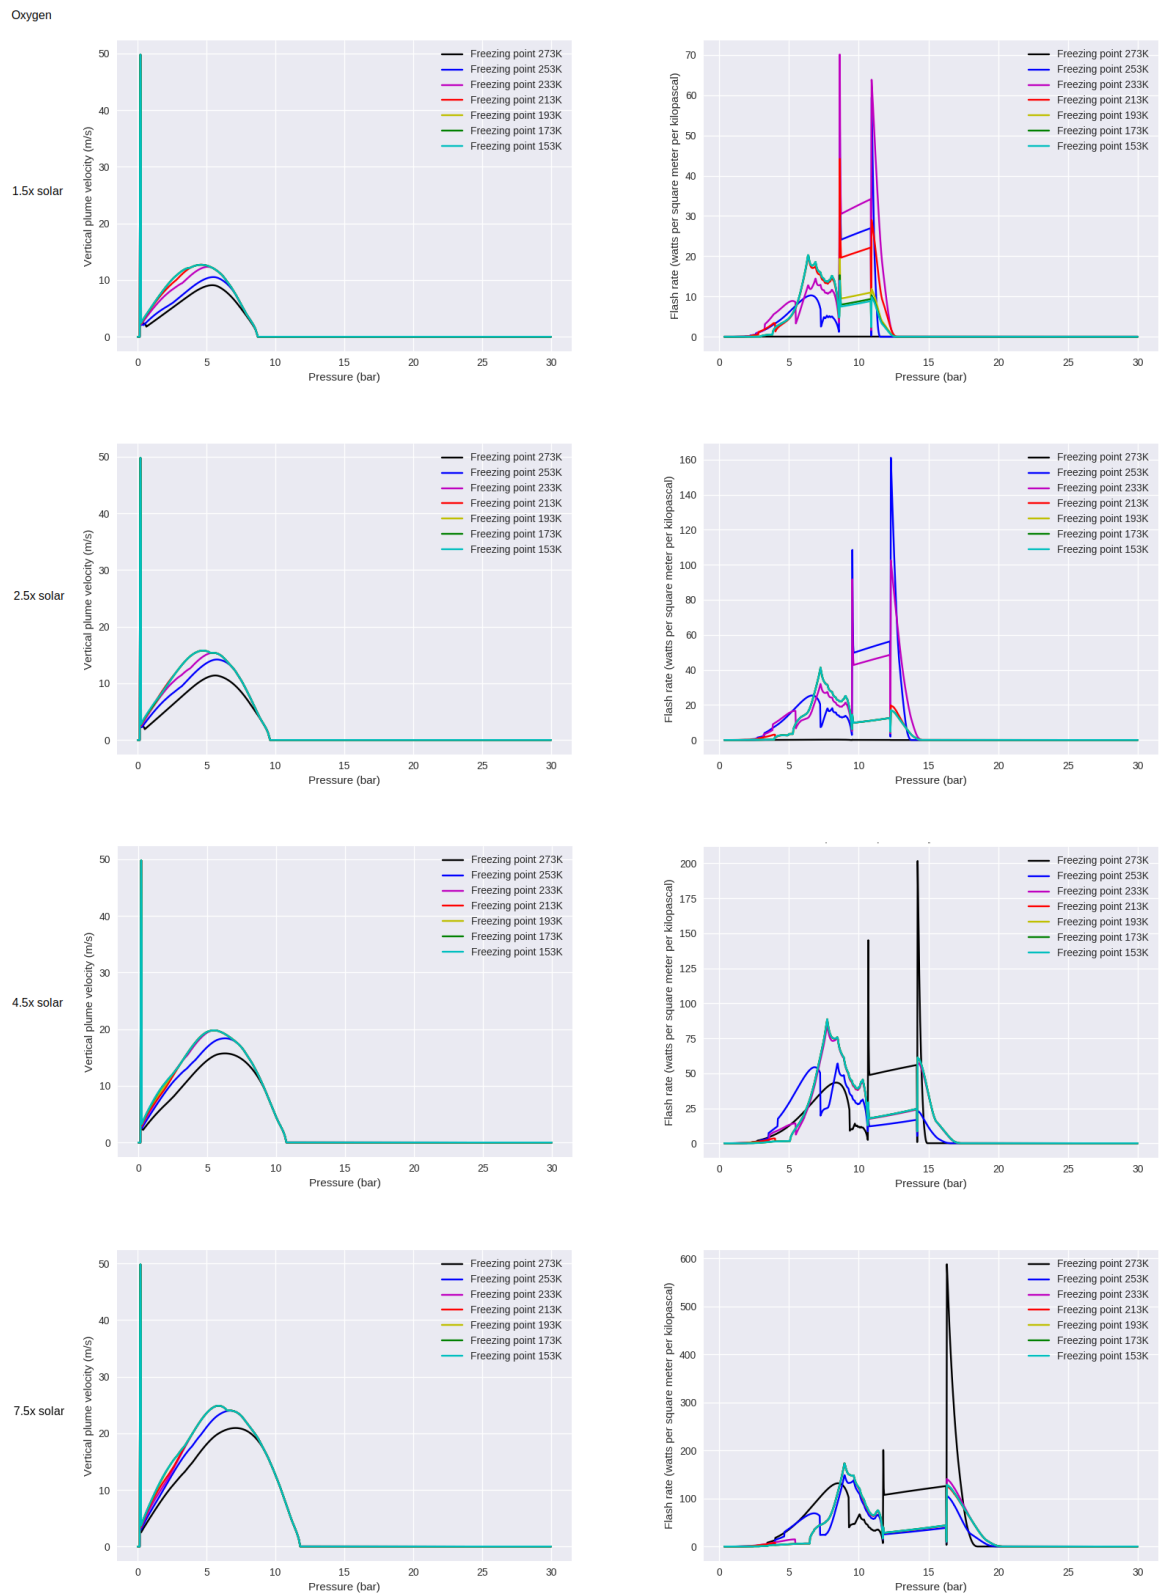 Oxygen
1.5x solar
Vertical plume velocity (m/s)
50
40
30
20
10
0
0 5 10 15 20 25 30
Pressure (bar)
Freezing point 273K
Freezing point 253K
Freezing point 233K
Freezing point 213K
Freezing point 193K
Freezing point 173K
Freezing point 153K
Flash rate (watts per square meter per kilopascal)
70
60
50
40
30
20
10
0
0 5 10 15 20 25 30
Pressure (bar)
Freezing point 273K
Freezing point 253K
Freezing point 233K
Freezing point 213K
Freezing point 193K
Freezing point 173K
Freezing point 153K
2.5x solar
Vertical plume velocity (m/s)
50
40
30
20
10
0
0 5 10 15 20 25 30
Pressure (bar)
Freezing point 273K
Freezing point 253K
Freezing point 233K
Freezing point 213K
Freezing point 193K
Freezing point 173K
Freezing point 153K
Flash rate (watts per square meter per kilopascal)
160
140
120
100
80
60
40
20
0
0 5 10 15 20 25 30
Pressure (bar)
Freezing point 273K
Freezing point 253K
Freezing point 233K
Freezing point 213K
Freezing point 193K
Freezing point 173K
Freezing point 153K
4.5x solar
Vertical plume velocity (m/s)
50
40
30
20
10
0
0 5 10 15 20 25 30
Pressure (bar)
Freezing point 273K
Freezing point 253K
Freezing point 233K
Freezing point 213K
Freezing point 193K
Freezing point 173K
Freezing point 153K
Flash rate (watts per square meter per kilopascal)
200
175
150
125
100
75
50
25
0
0 5 10 15 20 25 30
Pressure (bar)
Freezing point 273K
Freezing point 253K
Freezing point 233K
Freezing point 213K
Freezing point 193K
Freezing point 173K
Freezing point 153K
7.5x solar
Vertical plume velocity (m/s)
50
40
30
20
10
0
0 5 10 15 20 25 30
Pressure (bar)
Freezing point 273K
Freezing point 253K
Freezing point 233K
Freezing point 213K
Freezing point 193K
Freezing point 173K
Freezing point 153K
Flash rate (watts per square meter per kilopascal)
600
500
400
300
200
100
0
0 5 10 15 20 25 30
Pressure (bar)
Freezing point 273K
Freezing point 253K
Freezing point 233K
Freezing point 213K
Freezing point 193K
Freezing point 173K
Freezing point 153K